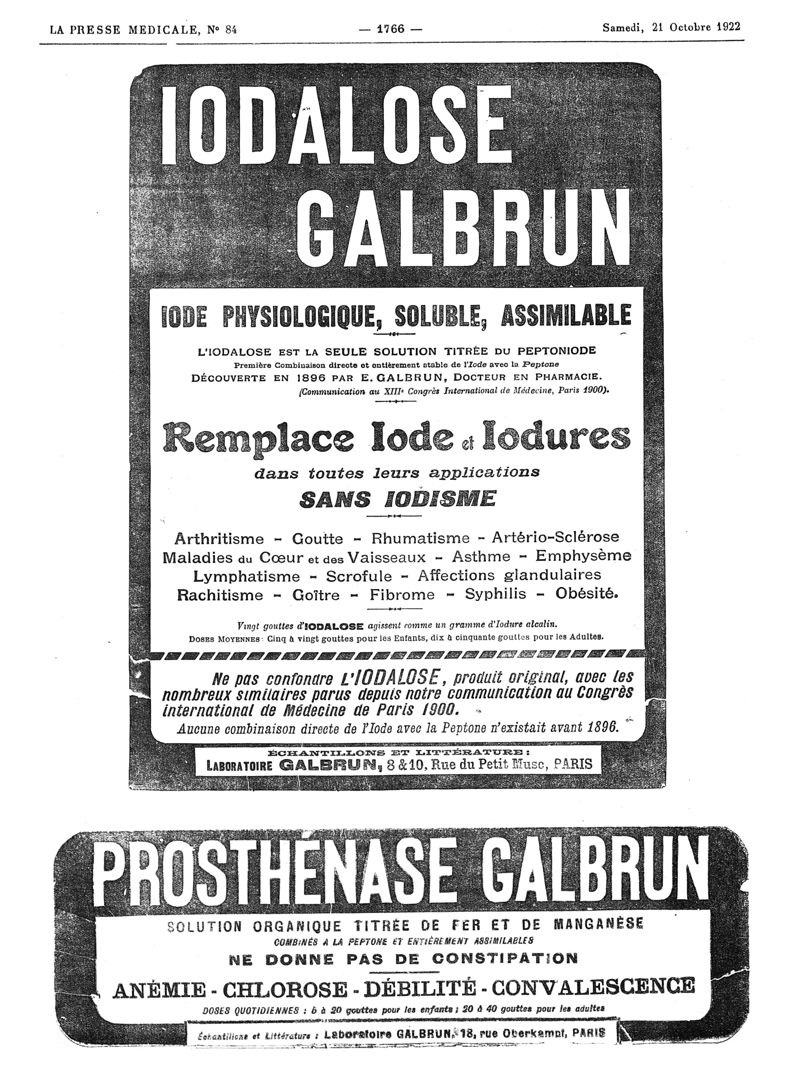 LA PRESSE MEDICALE, Nº 84 — 1766 — Samedi, 21 Octobre 1922
IODALOSE
GALBRUN
IODE PHYSIOLOGIQUE, SOLUBLE, ASSIMILABLE
L'IODALOSE EST LA SEULE SOLUTION TITRÉE DU PEPTONIODE
Première Combinaison directe et entièrement stable de l'Iode avec la Peptone
DÉCOUVERTE EN 1896 PAR E. GALBRUN, DOCTEUR EN PHARMACIE.
(Communication au XIIIᵉ Congrès International de Médecine, Paris 1900).
Remplace Iode et Iodures
dans toutes leurs applications
SANS IODISME
Arthritisme - Goutte - Rhumatisme - Artério-Sclérose
Maladies du Cœur et des Vaisseaux - Asthme - Emphysème
Lymphatisme - Scrofule - Affections glandulaires
Rachitisme - Goître - Fibrome - Syphilis - Obésité.
Vingt gouttes d'IODALOSE agissent comme un gramme d'Iodure alcalin.
DOSES MOYENNES : Cinq à vingt gouttes pour les Enfants, dix à cinquante gouttes pour les Adultes.
Ne pas confondre L'IODALOSE, produit original, avec les
nombreux similaires parus depuis notre communication au Congrès
international de Médecine de Paris 1900.
Aucune combinaison directe de l'Iode avec la Peptone n'existait avant 1896.
ÉCHANTILLONS ET LITTÉRATURE :
LABORATOIRE GALBRUN, 8 & 10, Rue du Petit Musc, PARIS
PROSTHÉNASE GALBRUN
SOLUTION ORGANIQUE TITRÉE DE FER ET DE MANGANÈSE
COMBINÉS A LA PEPTONE ET ENTIÈREMENT ASSIMILABLES
NE DONNE PAS DE CONSTIPATION
ANÉMIE - CHLOROSE - DÉBILITÉ - CONVALESCENCE
DOSES QUOTIDIENNES : 5 à 20 gouttes pour les enfants ; 20 à 40 gouttes pour les adultes
Échantillons et Littérature : Laboratoire GALBRUN, 18, rue Oberkampf, PARIS